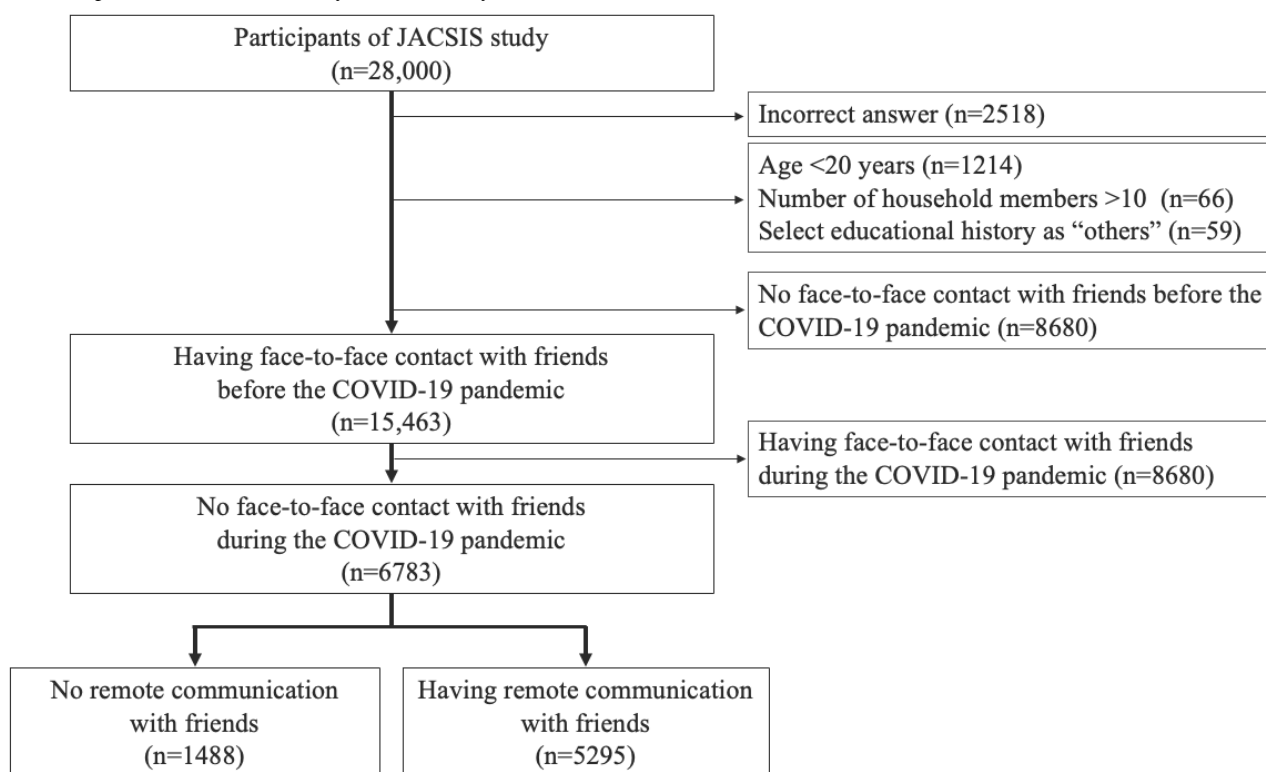 Participants of JACSIS study
(n=28,000)
Incorrect answer (n=2518)
Age <20 years (n=1214)
Number of household members >10 (n=66)
Select educational history as “others” (n=59)
No face-to-face contact with friends before the
COVID-19 pandemic (n=8680)
Having face-to-face contact with friends
before the COVID-19 pandemic
(n=15,463)
Having face-to-face contact with friends
during the COVID-19 pandemic (n=8680)
No face-to-face contact with friends
during the COVID-19 pandemic
(n=6783)
No remote communication
with friends
(n=1488)
Having remote communication
with friends
(n=5295)